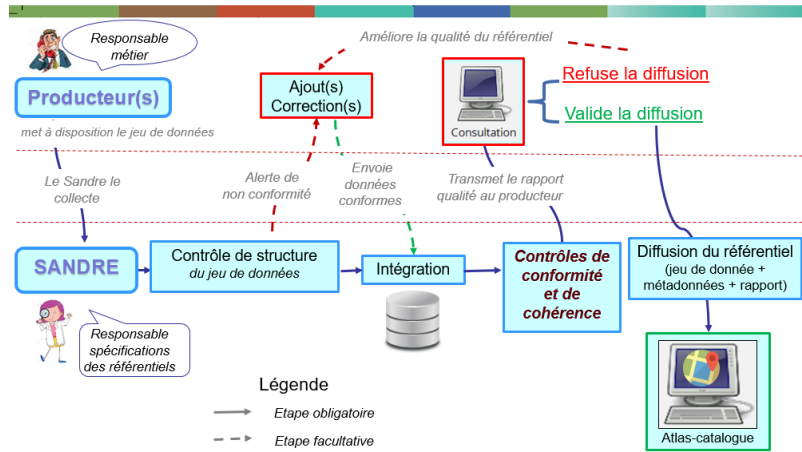 Responsable
métier
Producteur(s)
met à disposition le jeu de données
Le Sandre le
collecte
SANDRE
Responsable
spécifications
des référentiels
Améliore la qualité du référentiel
Ajout(s)
Correction(s)
Alerte de
non conformité
Envoie
données
conformes
Contrôle de structure
du jeu de données
Intégration
Consultation
Refuse la diffusion
Valide la diffusion
Transmet le rapport
qualité au producteur
Contrôles de
conformité
et de
cohérence
Diffusion du référentiel
(jeu de donnée +
métadonnées + rapport)
Atlas-catalogue
Légende
Etape obligatoire
Etape facultative